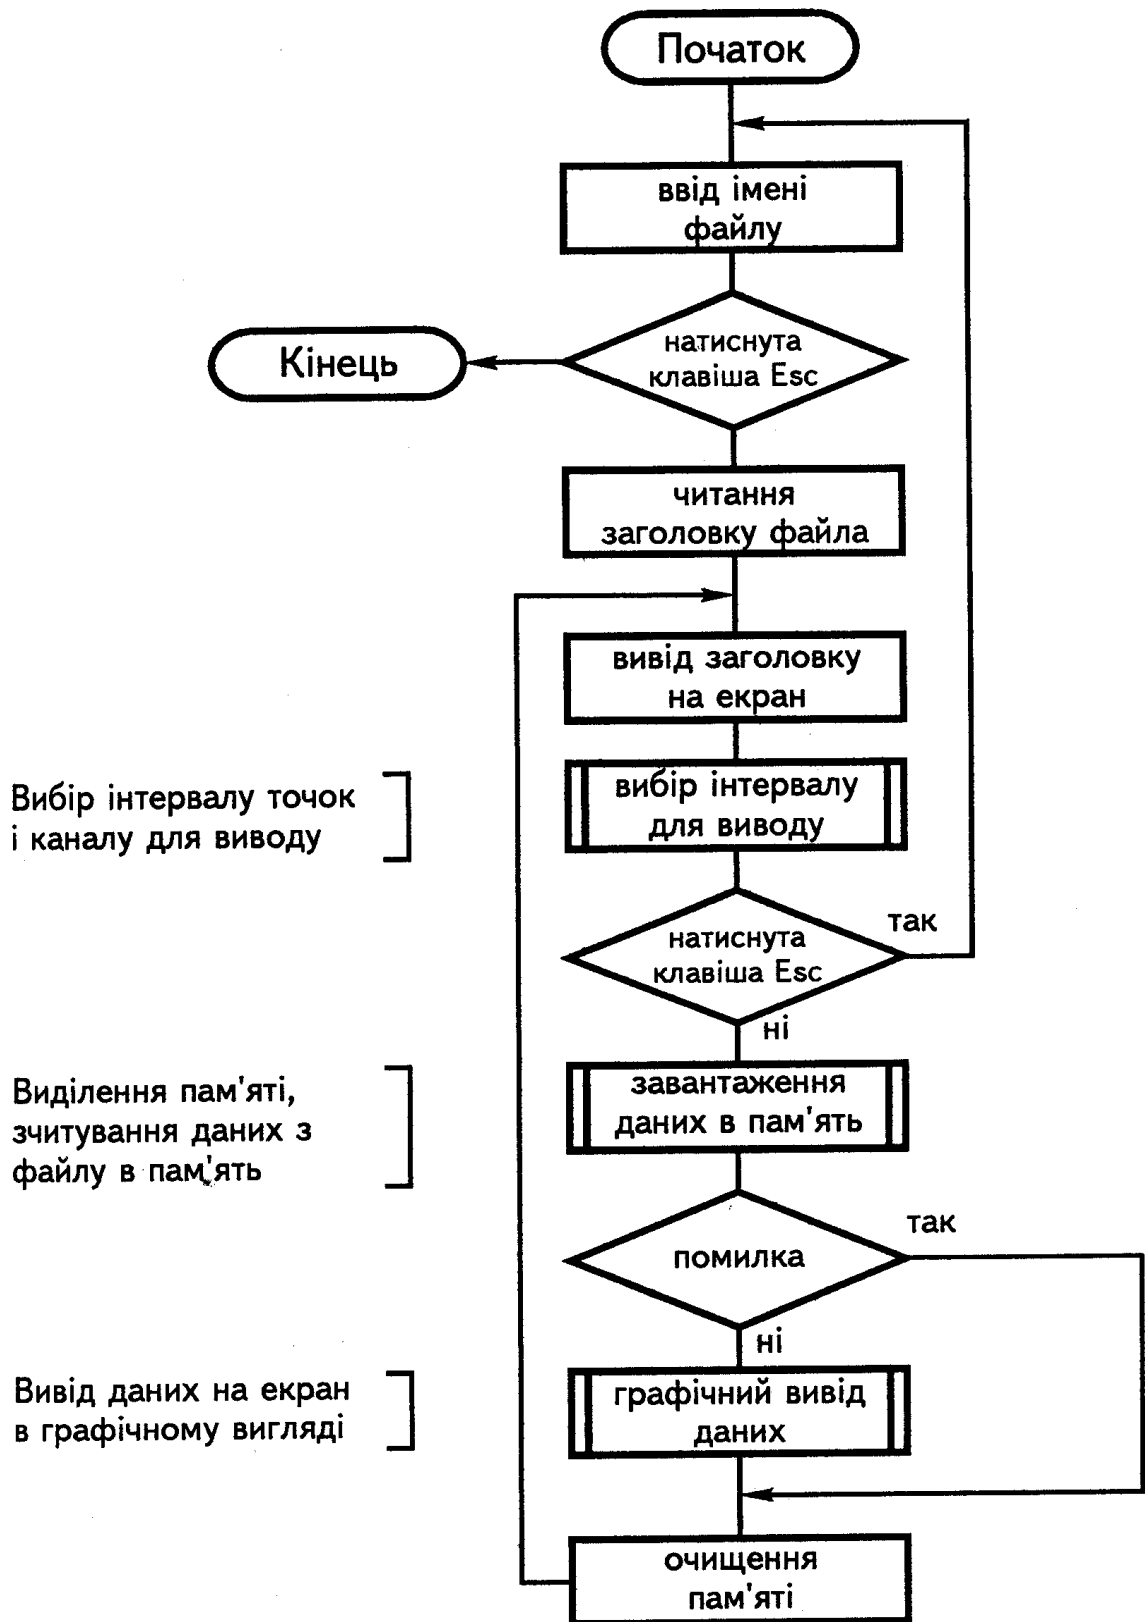 Початок
ввід імені
файлу
натиснута
клавіша Esc
Кінець
читання
заголовку файла
вивід заголовку
на екран
Вибір інтервалу точок
і каналу для виводу
вибір інтервалу
для виводу
натиснута
клавіша Esc
так
ні
Виділення пам'яті,
зчитування даних з
файлу в пам'ять
завантаження
даних в пам'ять
помилка
так
ні
Вивід даних на екран
в графічному вигляді
графічний вивід
даних
очищення
пам'яті